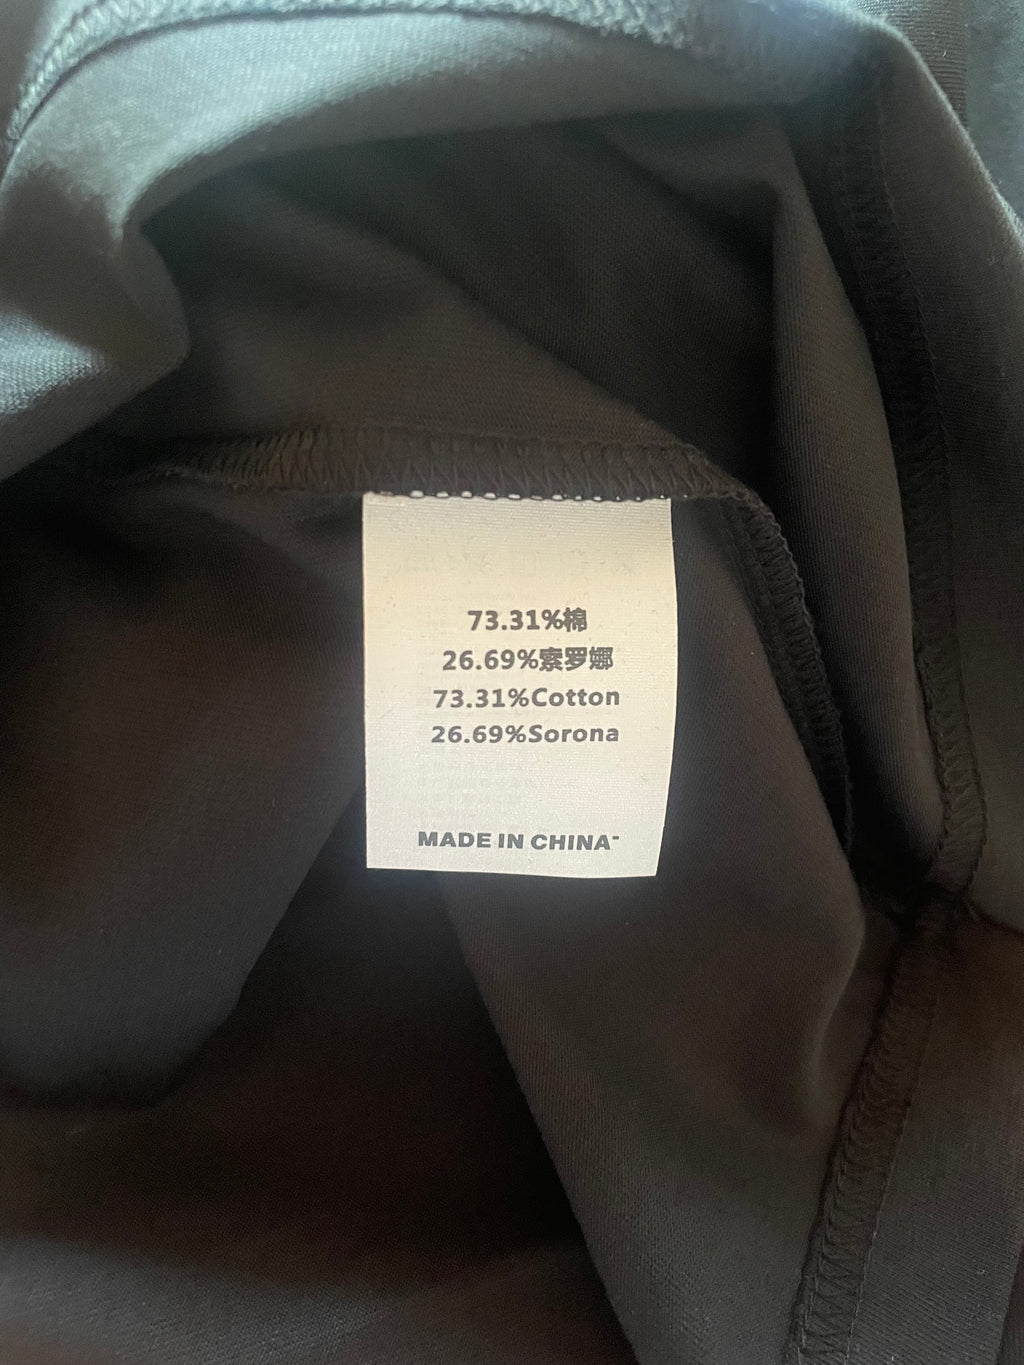 73.31%棉
26.69%索罗娜
73.31%Cotton
26.69%Sorona
MADE IN CHINA-